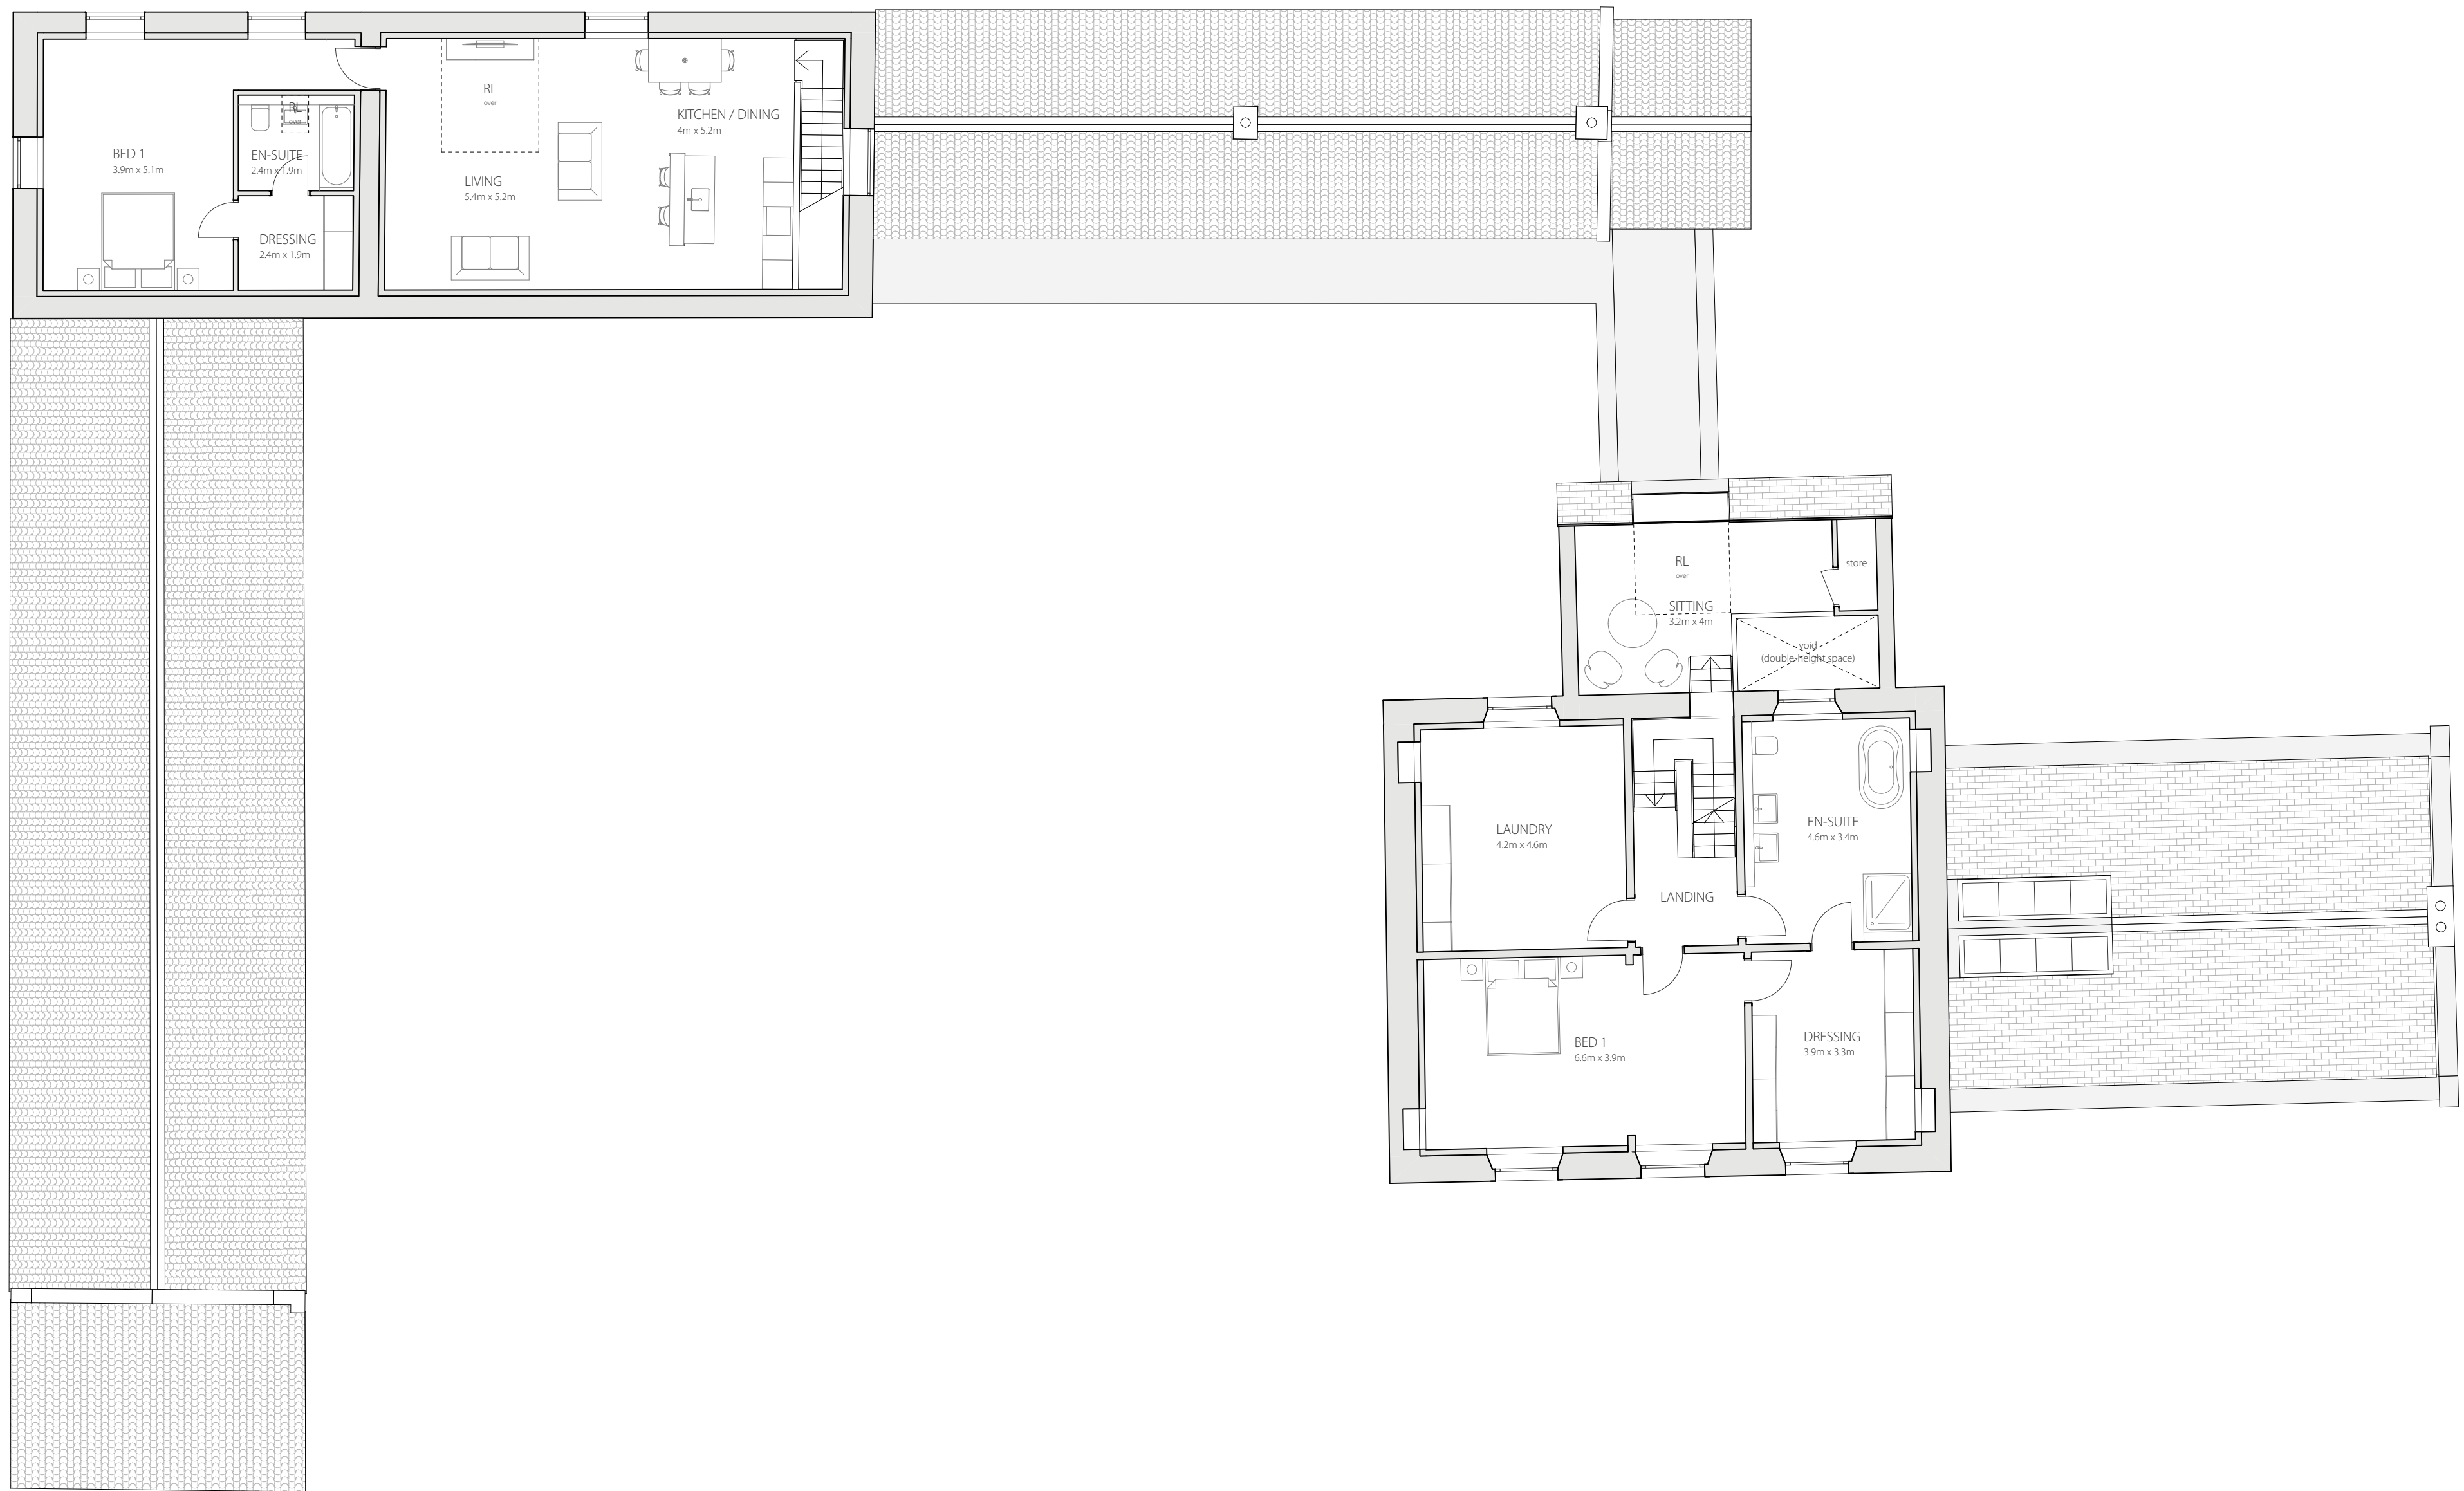 BED 1
3.9m x 5.1m
RL
over
EN-SUITE
2.4m x 1.9m
DRESSING
2.4m x 1.9m
RL
over
LIVING
5.4m x 5.2m
KITCHEN / DINING
4m x 5.2m
RL
over
store
SITTING
3.2m x 4m
void
(double-height space)
LAUNDRY
4.2m x 4.6m
LANDING
EN-SUITE
4.6m x 3.4m
BED 1
6.6m x 3.9m
DRESSING
3.9m x 3.3m